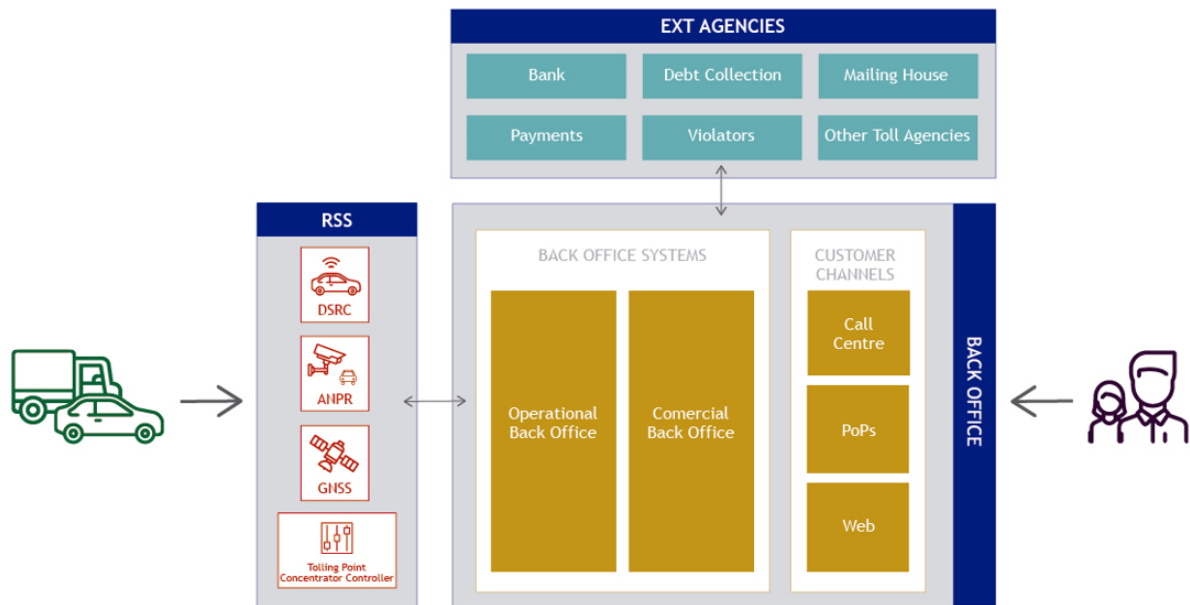 EXT AGENCIES
Bank
Debt Collection
Mailing House
Payments
Violators
Other Toll Agencies
RSS
DSRC
ANPR
GNSS
Tolling Point
Concentrator Controller
BACK OFFICE SYSTEMS
Operational
Back Office
Comercial
Back Office
CUSTOMER
CHANNELS
Call
Centre
PoPs
Web
BACK OFFICE